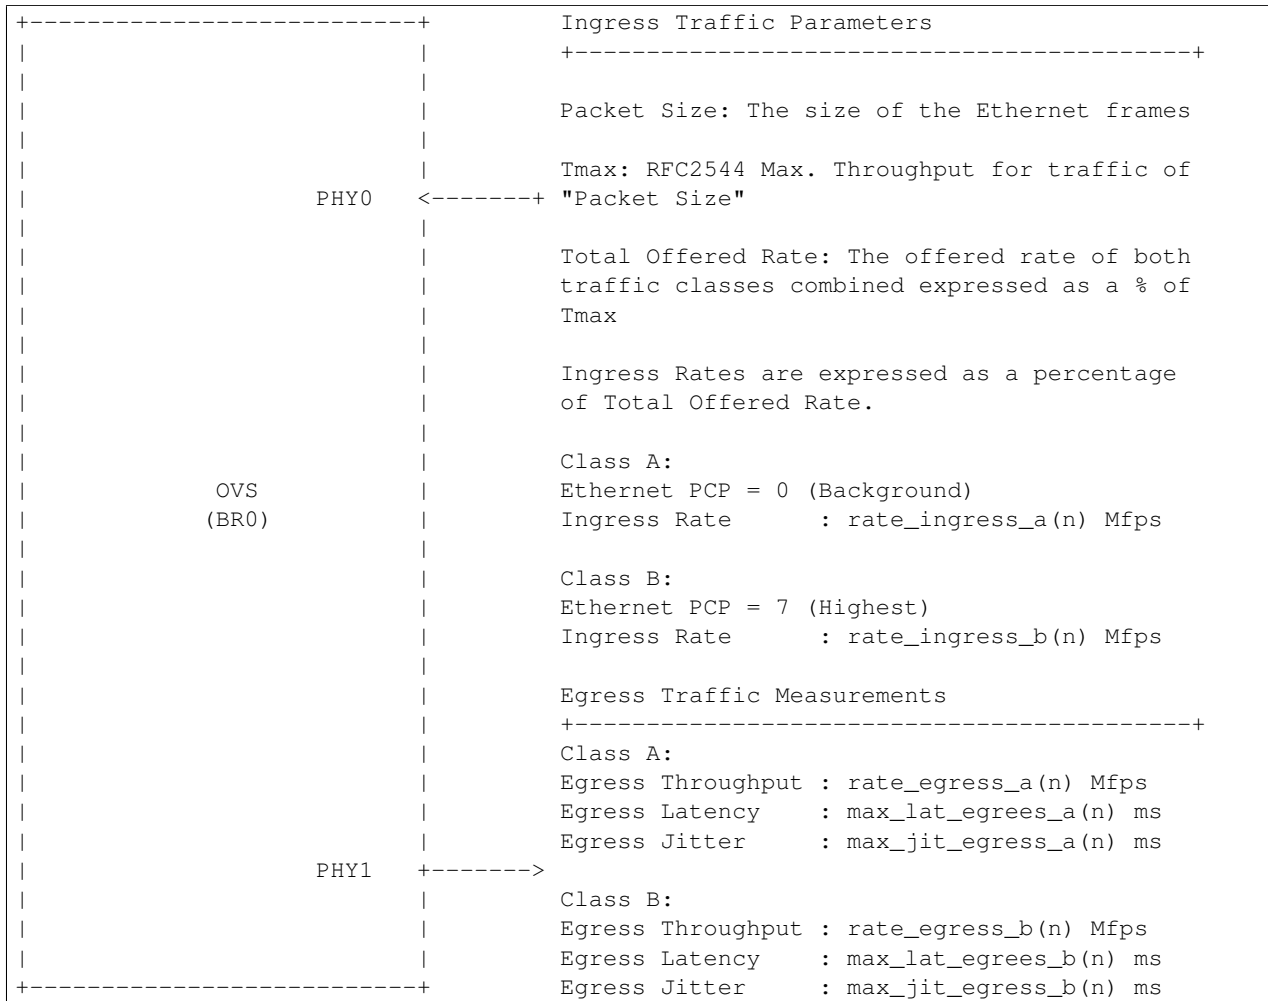 +---------------------------+         Ingress Traffic Parameters
|                           |         +-------------------------------------------+
|                           |
|                           |         Packet Size: The size of the Ethernet frames
|                           |
|                           |         Tmax: RFC2544 Max. Throughput for traffic of
|                    PHY0   <-------+ "Packet Size"
|                           |
|                           |         Total Offered Rate: The offered rate of both
|                           |         traffic classes combined expressed as a % of
|                           |         Tmax
|                           |
|                           |         Ingress Rates are expressed as a percentage
|                           |         of Total Offered Rate.
|                           |
|                           |         Class A:
|             OVS           |         Ethernet PCP = 0 (Background)
|            (BR0)          |         Ingress Rate      : rate_ingress_a(n) Mfps
|                           |
|                           |         Class B:
|                           |         Ethernet PCP = 7 (Highest)
|                           |         Ingress Rate      : rate_ingress_b(n) Mfps
|                           |
|                           |         Egress Traffic Measurements
|                           |         +-------------------------------------------+
|                           |         Class A:
|                           |         Egress Throughput : rate_egress_a(n) Mfps
|                           |         Egress Latency    : max_lat_egrees_a(n) ms
|                           |         Egress Jitter     : max_jit_egress_a(n) ms
|                    PHY1   +------->
|                           |         Class B:
|                           |         Egress Throughput : rate_egress_b(n) Mfps
|                           |         Egress Latency    : max_lat_egrees_b(n) ms
+---------------------------+         Egress Jitter     : max_jit_egress_b(n) ms